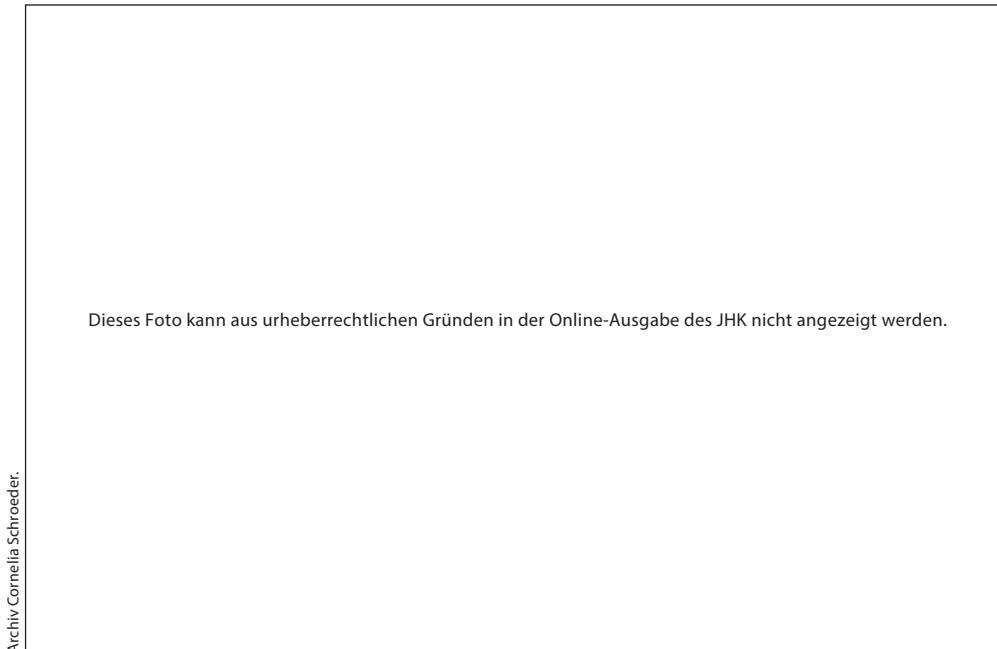 Dieses Foto kann aus urheberrechtlichen Gründen in der Online-Ausgabe des JHK nicht angezeigt werden.
Archiv Cornelia Schroeder.